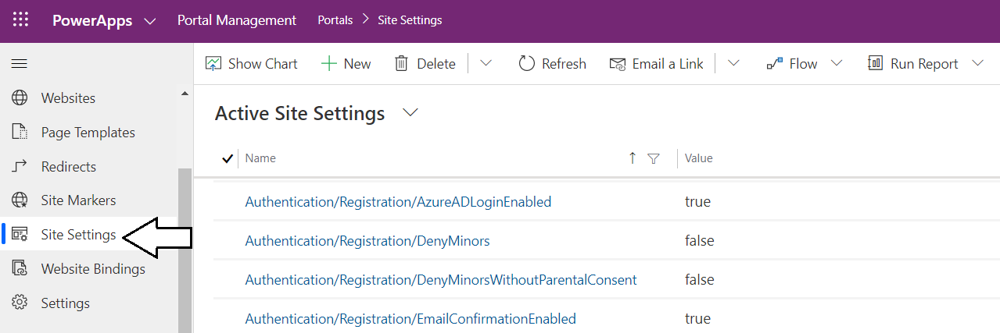 PowerApps Portal Management Portals Site Settings
Show Chart New Delete Refresh Email a Link Flow Run Report
Websites
Page Templates
Redirects
Site Markers
Site Settings
Website Bindings
Settings
Active Site Settings
Name Value
Authentication/Registration/AzureADLoginEnabled true
Authentication/Registration/DenyMinors false
Authentication/Registration/DenyMinorsWithoutParentalConsent false
Authentication/Registration/EmailConfirmationEnabled true